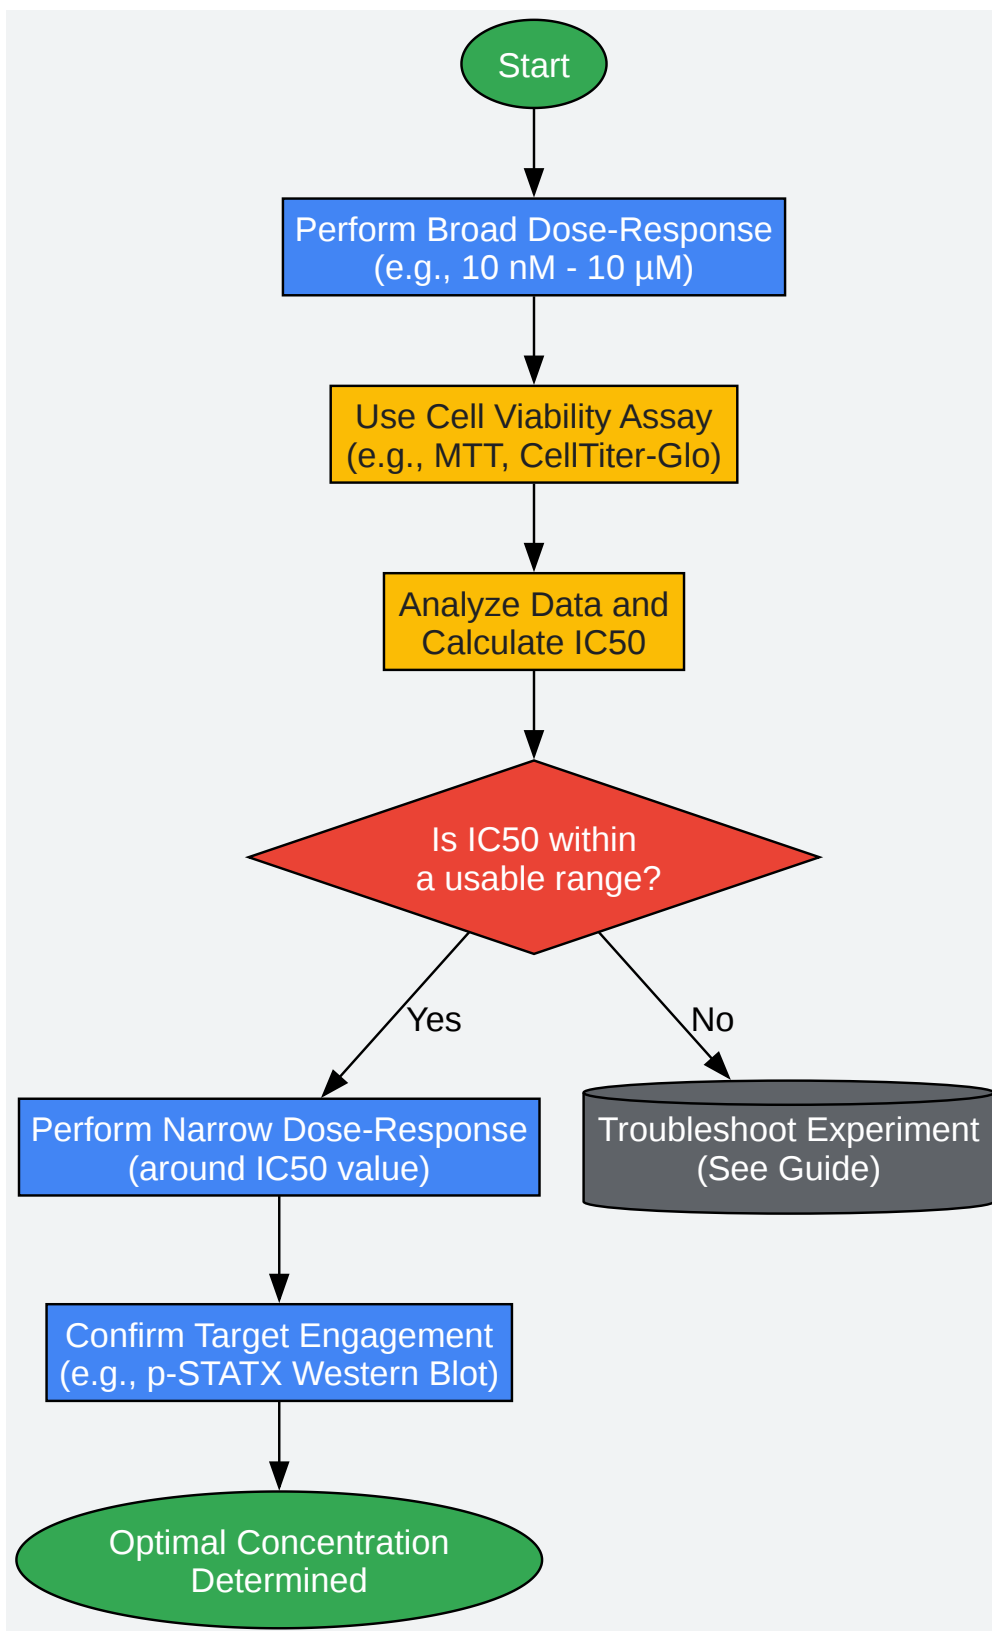 Start
Perform Broad Dose-Response
(e.g., 10 nM - 10 µM)
Use Cell Viability Assay
(e.g., MTT, CellTiter-Glo)
Analyze Data and
Calculate IC50
Is IC50 within
a usable range?
Yes
No
Perform Narrow Dose-Response
(around IC50 value)
Troubleshoot Experiment
(See Guide)
Confirm Target Engagement
(e.g., p-STATX Western Blot)
Optimal Concentration
Determined